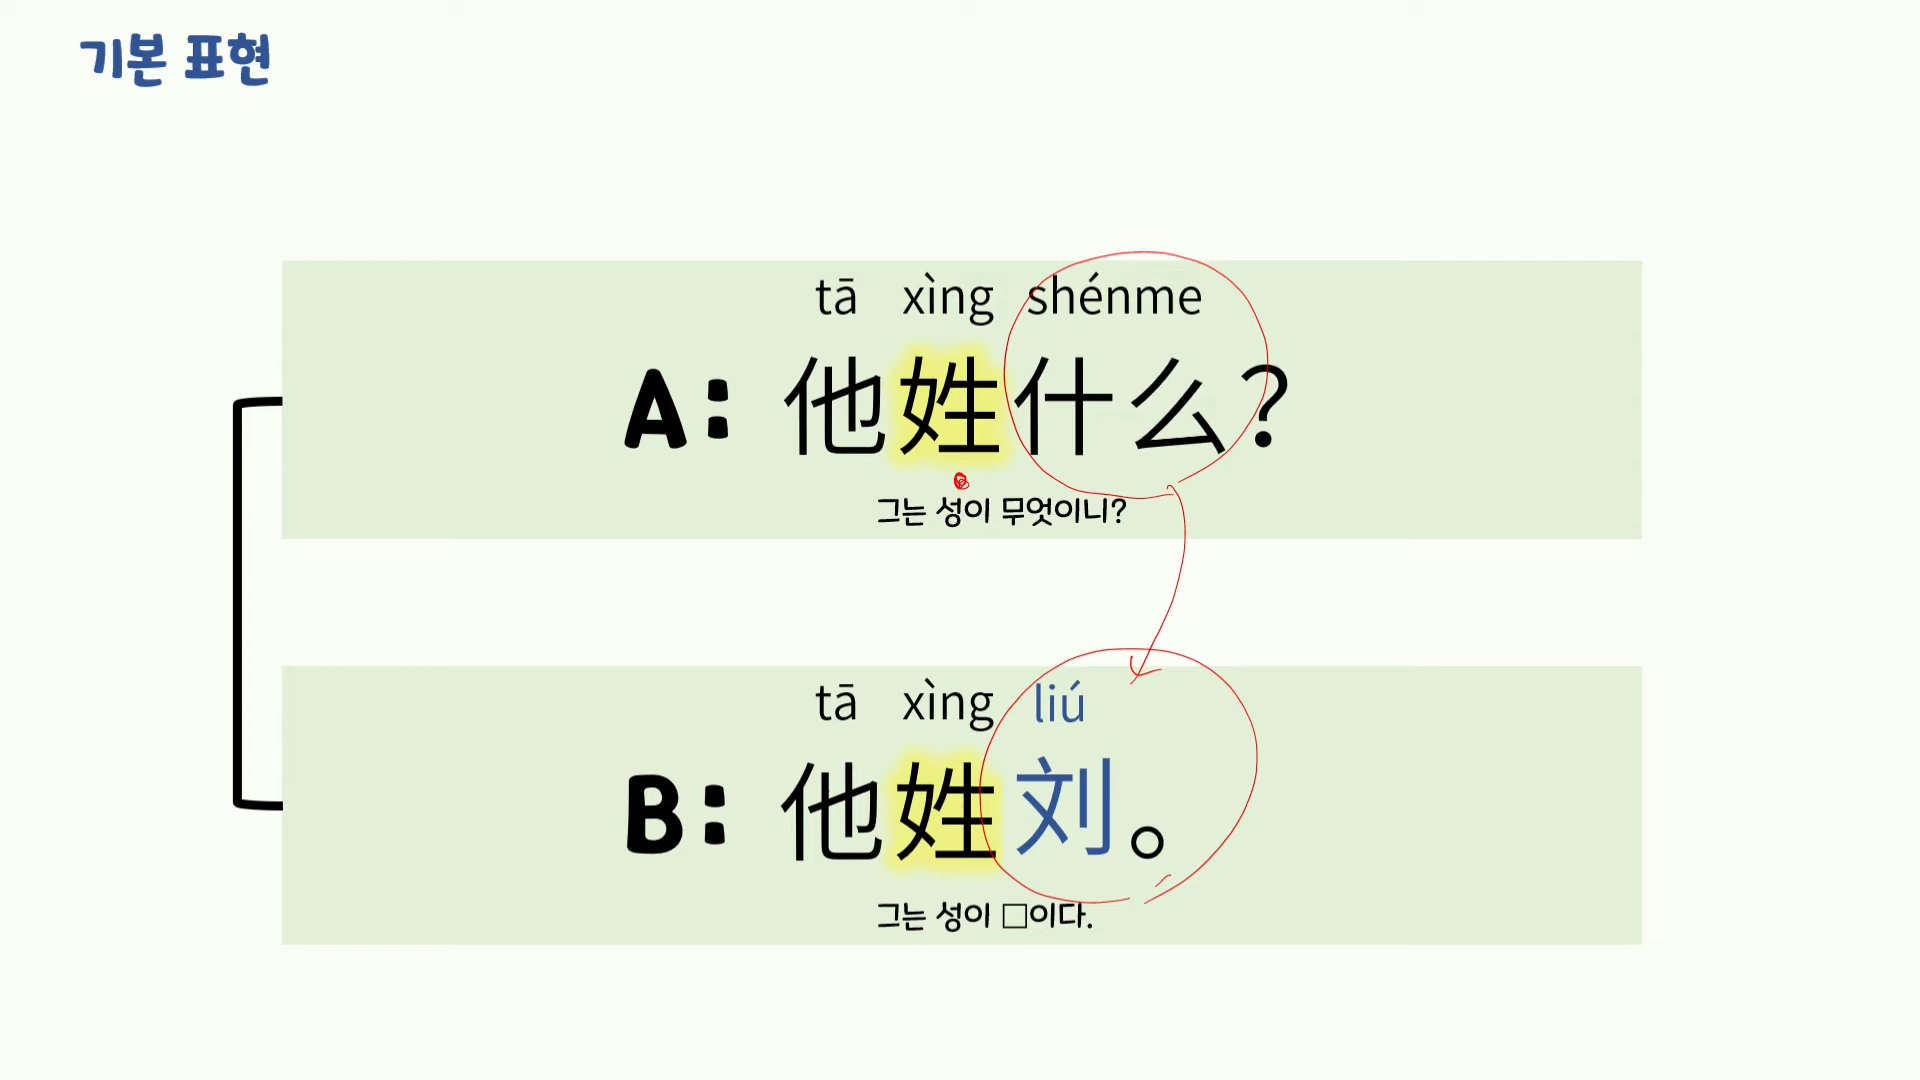 기본 표현
tā xìng shénme
A: 他姓什么?
그는 성이 무엇이니?
tā xìng liú
B: 他姓刘。
그는 성이 □이다.